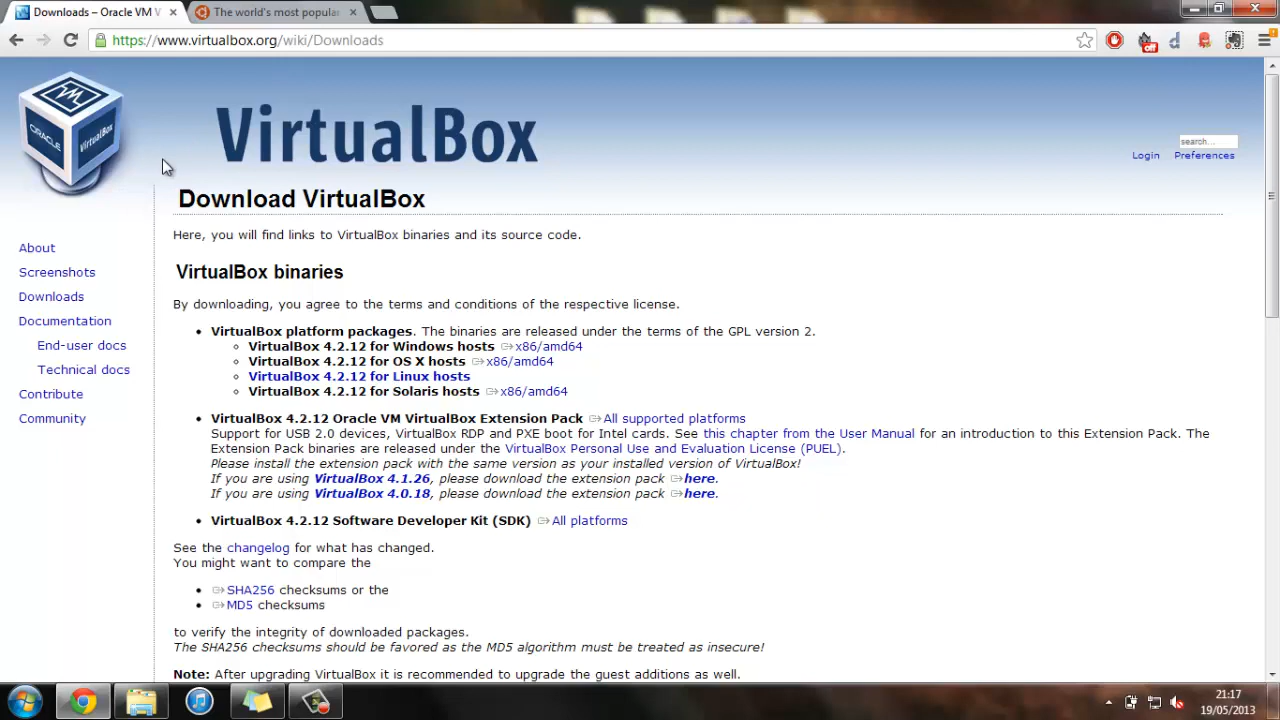 Downloads – Oracle VM V
The world's most popular
https://www.virtualbox.org/wiki/Downloads
off
ORACLE
VirtualBox
VirtualBox
search...
Login
Preferences
Download VirtualBox
Here, you will find links to VirtualBox binaries and its source code.
About
Screenshots
Downloads
Documentation
End-user docs
Technical docs
Contribute
Community
VirtualBox binaries
By downloading, you agree to the terms and conditions of the respective license.
VirtualBox platform packages. The binaries are released under the terms of the GPL version 2.
VirtualBox 4.2.12 for Windows hosts x86/amd64
VirtualBox 4.2.12 for OS X hosts x86/amd64
VirtualBox 4.2.12 for Linux hosts
VirtualBox 4.2.12 for Solaris hosts x86/amd64
VirtualBox 4.2.12 Oracle VM VirtualBox Extension Pack All supported platforms
Support for USB 2.0 devices, VirtualBox RDP and PXE boot for Intel cards. See this chapter from the User Manual for an introduction to this Extension Pack. The
Extension Pack binaries are released under the VirtualBox Personal Use and Evaluation License (PUEL).
Please install the extension pack with the same version as your installed version of VirtualBox!
If you are using VirtualBox 4.1.26, please download the extension pack here.
If you are using VirtualBox 4.0.18, please download the extension pack here.
VirtualBox 4.2.12 Software Developer Kit (SDK) All platforms
See the changelog for what has changed.
You might want to compare the
SHA256 checksums or the
MD5 checksums
to verify the integrity of downloaded packages.
The SHA256 checksums should be favored as the MD5 algorithm must be treated as insecure!
Note: After upgrading VirtualBox it is recommended to upgrade the guest additions as well.
21:17
19/05/2013